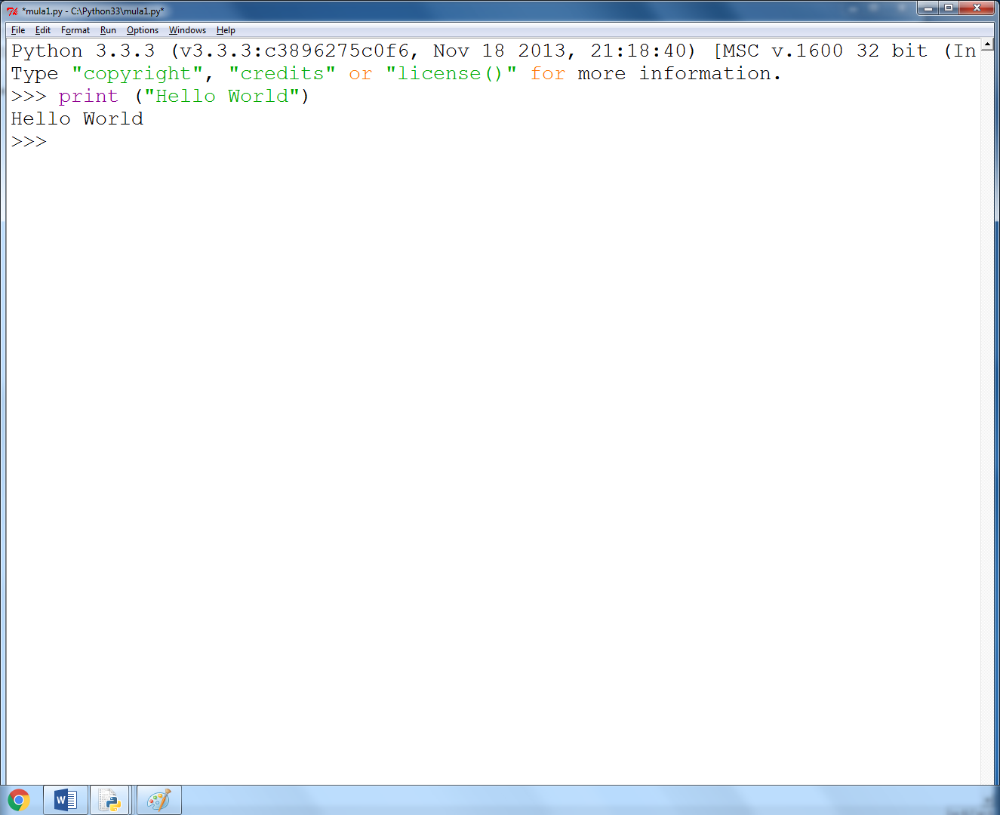 *mula1.py - C:\Python33\mula1.py*
File Edit Format Run Options Windows Help
Python 3.3.3 (v3.3.3:c3896275c0f6, Nov 18 2013, 21:18:40) [MSC v.1600 32 bit (In
Type "copyright", "credits" or "license()" for more information.
>>> print ("Hello World")
Hello World
>>>